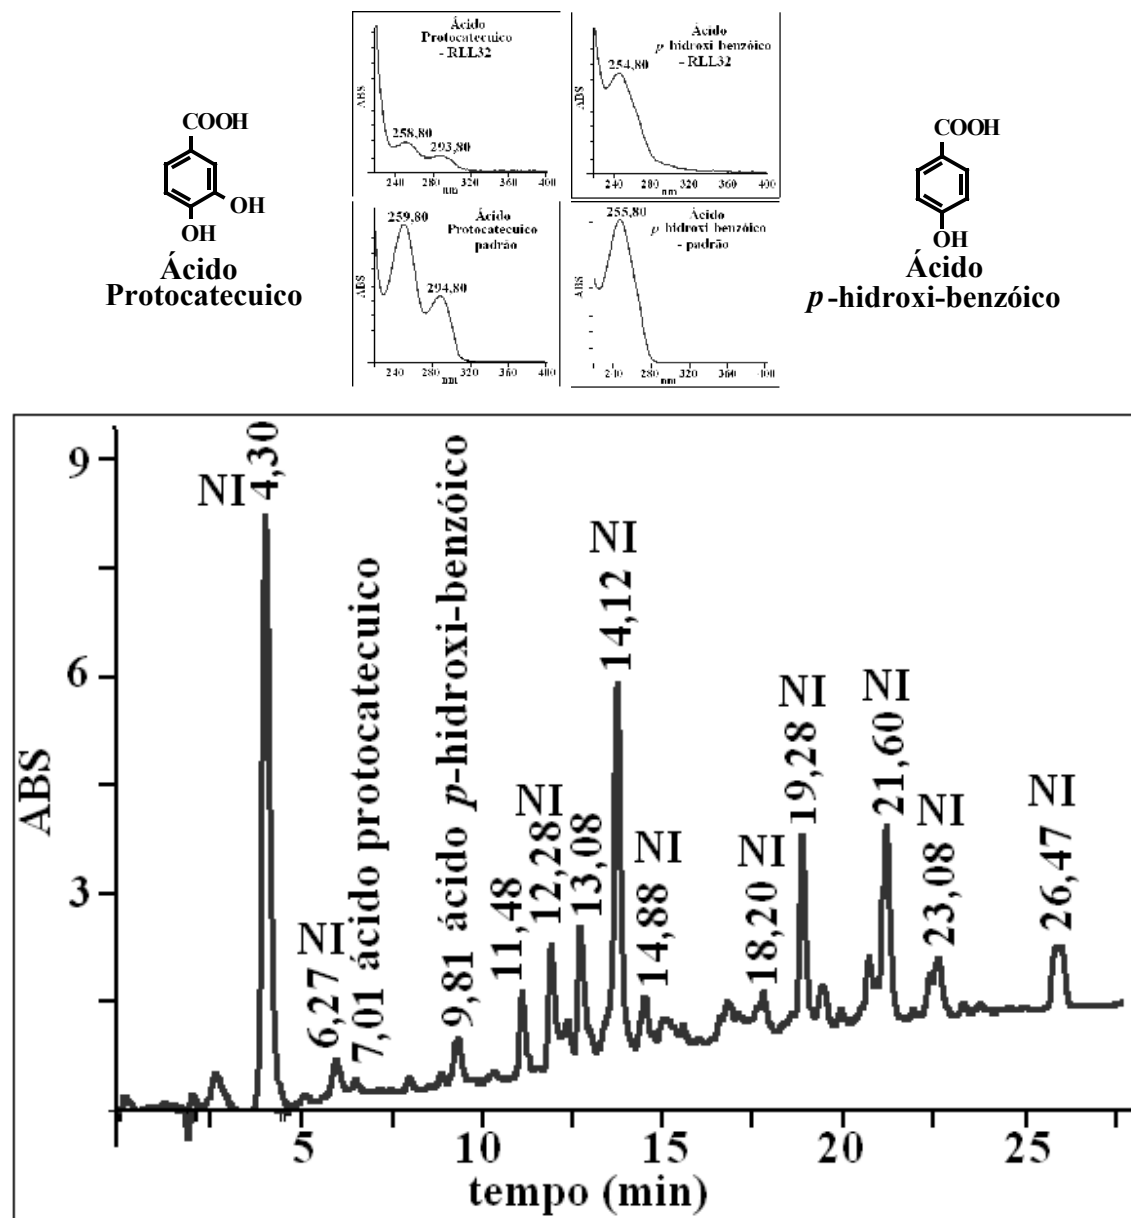 Ácido
Protocatecuico
- RLL32
ABS
258,80
293,80
240
280
320
360
400
nm
Ácido
p hidroxi benzóico
- RLL32
ABS
254,80
240
280
320
360
400
nm
COOH
OH
OH
Ácido
Protocatecuico
259,80
Ácido
Protocatecuico
padrão
ABS
294,80
240
280
320
360
400
nm
255,80
Ácido
p hidroxi benzóico
- padrão
ABS
240
280
320
360
400
nm
COOH
OH
Ácido
p-hidroxi-benzóico
ABS
9
6
3
NI
4,30
NI
6,27
7,01 ácido protocatecuico
9,81 ácido p-hidroxi-benzóico
11,48
NI
12,28
13,08
NI
14,12
NI
14,88
NI
18,20
NI
19,28
NI
21,60
NI
23,08
NI
26,47
5
10
15
20
25
tempo (min)